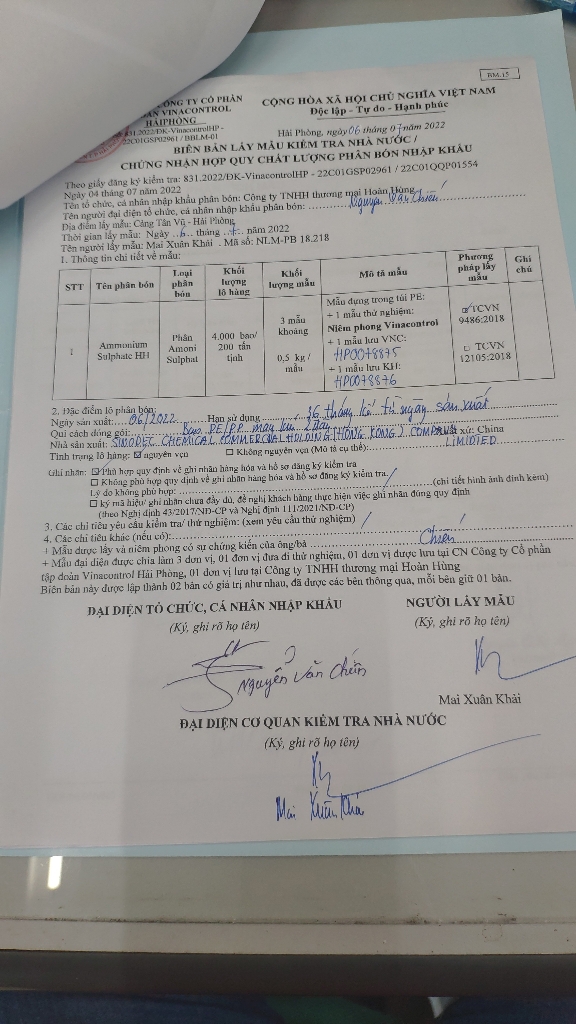 BM.15
CÔNG TY CỔ PHẦN
VINACONTROL
HẢI PHÒNG
831.2022/ĐK-VinacontrolHP -
22C01GSP02961 / BBLM-01
CỘNG HÒA XÃ HỘI CHỦ NGHĨA VIỆT NAM
Độc lập - Tự do - Hạnh phúc
Hải Phòng, ngày 06 tháng 07 năm 2022
BIÊN BẢN LẤY MẪU KIỂM TRA NHÀ NƯỚC /
CHỨNG NHẬN HỢP QUY CHẤT LƯỢNG PHÂN BÓN NHẬP KHẨU
Theo giấy đăng ký kiểm tra: 831.2022/ĐK-VinacontrolHP - 22C01GSP02961 / 22C01QQP01554
Ngày 04 tháng 07 năm 2022
Tên tổ chức, cá nhân nhập khẩu phân bón: Công ty TNHH thương mại Hoàn Hùng
Tên người đại diện tổ chức, cá nhân nhập khẩu phân bón: Nguyễn Văn Chiến
Địa điểm lấy mẫu: Cảng Tân Vũ - Hải Phòng
Thời gian lấy mẫu: Ngày 6 tháng 7 năm 2022
Tên người lấy mẫu: Mai Xuân Khải . Mã số: NLM-PB 18.218
1. Thông tin chi tiết về mẫu:
STT Tên phân bón Loại phân bón Khối lượng lô hàng Khối lượng mẫu Mô tả mẫu Phương pháp lấy mẫu Ghi chú
1 Ammonium Sulphate HH Phân Amoni Sulphat 4.000 bao/ 200 tấn tịnh 3 mẫu khoảng 0,5 kg / mẫu
Mẫu đựng trong túi PE:
+ 1 mẫu thử nghiệm:
Niêm phong Vinacontrol
+ 1 mẫu lưu VNC:
HP0078875
+ 1 mẫu lưu KH:
HP0078876
☑ TCVN 9486:2018
☐ TCVN 12105:2018
2. Đặc điểm lô phân bón:
Ngày sản xuất: 06/2022 Hạn sử dụng 36 tháng kể từ ngày sản xuất
Qui cách đóng gói: Bao PE/PP may kín 2 đầu
Nhà sản xuất: SINODEC CHEMICAL COMMERCIAL HOLDING (HONG KONG) COMPANY LIMITED Xuất xứ: China
Tình trạng lô hàng: ☑ nguyên vẹn ☐ Không nguyên vẹn (Mô tả cụ thể):
Ghi nhãn: ☑ Phù hợp quy định về ghi nhãn hàng hóa và hồ sơ đăng ký kiểm tra
☐ Không phù hợp quy định về ghi nhãn hàng hóa và hồ sơ đăng ký kiểm tra.
Lý do không phù hợp: (chi tiết hình ảnh đính kèm)
☐ ký mã hiệu/ ghi nhãn chưa đầy đủ, đề nghị khách hàng thực hiện việc ghi nhãn đúng quy định
(theo Nghị định 43/2017/NĐ-CP và Nghị định 111/2021/NĐ-CP)
3. Các chỉ tiêu yêu cầu kiểm tra/ thử nghiệm: (xem yêu cầu thử nghiệm)
4. Các chỉ tiêu khác (nếu có):
+ Mẫu được lấy và niêm phong có sự chứng kiến của ông/bà Chiến
+ Mẫu đại diện được chia làm 3 đơn vị, 01 đơn vị đưa đi thử nghiệm, 01 đơn vị được lưu tại CN Công ty Cổ phần
tập đoàn Vinacontrol Hải Phòng, 01 đơn vị lưu tại Công ty TNHH thương mại Hoàn Hùng
Biên bản này được lập thành 02 bản có giá trị như nhau, đã được các bên thông qua, mỗi bên giữ 01 bản.
ĐẠI DIỆN TỔ CHỨC, CÁ NHÂN NHẬP KHẨU NGƯỜI LẤY MẪU
(Ký, ghi rõ họ tên) (Ký, ghi rõ họ tên)
Nguyễn Văn Chiến
Mai Xuân Khải
ĐẠI DIỆN CƠ QUAN KIỂM TRA NHÀ NƯỚC
(Ký, ghi rõ họ tên)
Mai Xuân Khải